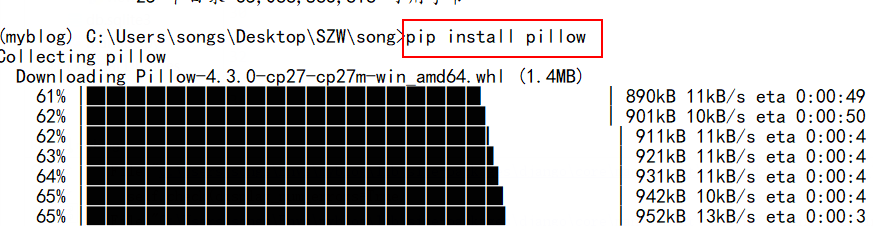 (myblog) C:\Users\songs\Desktop\SZW\song>pip install pillow
Collecting pillow
Downloading Pillow-4.3.0-cp27-cp27m-win_amd64.whl (1.4MB)
61% | | 890kB 11kB/s eta 0:00:49
62% | | 901kB 10kB/s eta 0:00:50
62% | | 911kB 11kB/s eta 0:00:4
63% | | 921kB 11kB/s eta 0:00:4
64% | | 931kB 11kB/s eta 0:00:4
65% | | 942kB 10kB/s eta 0:00:4
65% | | 952kB 13kB/s eta 0:00:3